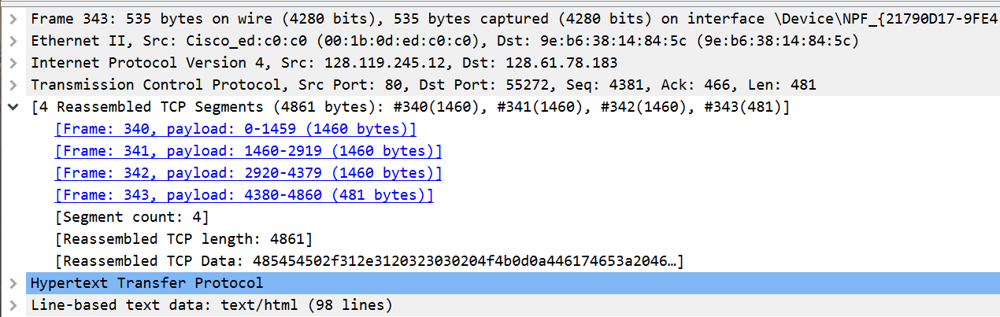 Frame 343: 535 bytes on wire (4280 bits), 535 bytes captured (4280 bits) on interface \Device\NPF_{21790D17-9FE4
Ethernet II, Src: Cisco_ed:c0:c0 (00:1b:0d:ed:c0:c0), Dst: 9e:b6:38:14:84:5c (9e:b6:38:14:84:5c)
Internet Protocol Version 4, Src: 128.119.245.12, Dst: 128.61.78.183
Transmission Control Protocol, Src Port: 80, Dst Port: 55272, Seq: 4381, Ack: 466, Len: 481
[4 Reassembled TCP Segments (4861 bytes): #340(1460), #341(1460), #342(1460), #343(481)]
[Frame: 340, payload: 0-1459 (1460 bytes)]
[Frame: 341, payload: 1460-2919 (1460 bytes)]
[Frame: 342, payload: 2920-4379 (1460 bytes)]
[Frame: 343, payload: 4380-4860 (481 bytes)]
[Segment count: 4]
[Reassembled TCP length: 4861]
[Reassembled TCP Data: 485454502f312e3120323030204f4b0d0a446174653a2046…]
Hypertext Transfer Protocol
Line-based text data: text/html (98 lines)